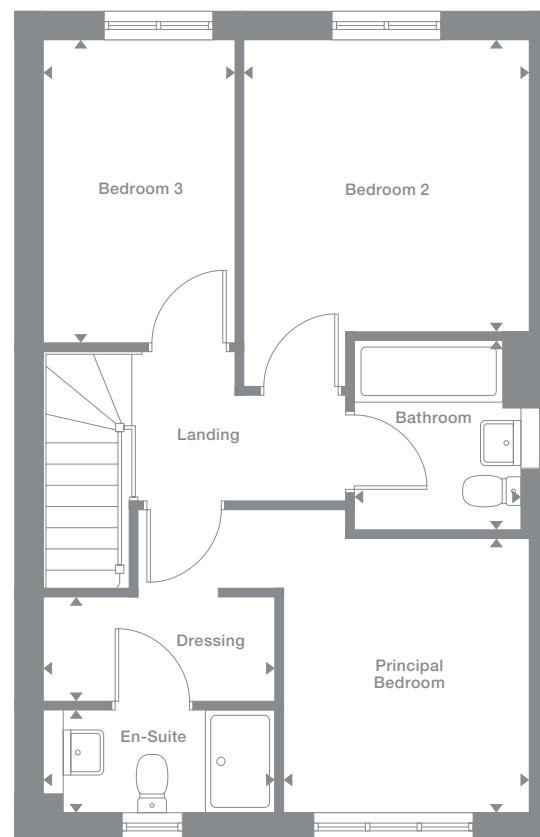 Bedroom 3
Bedroom 2
Bathroom
Landing
Dressing
Principal
Bedroom
En-Suite